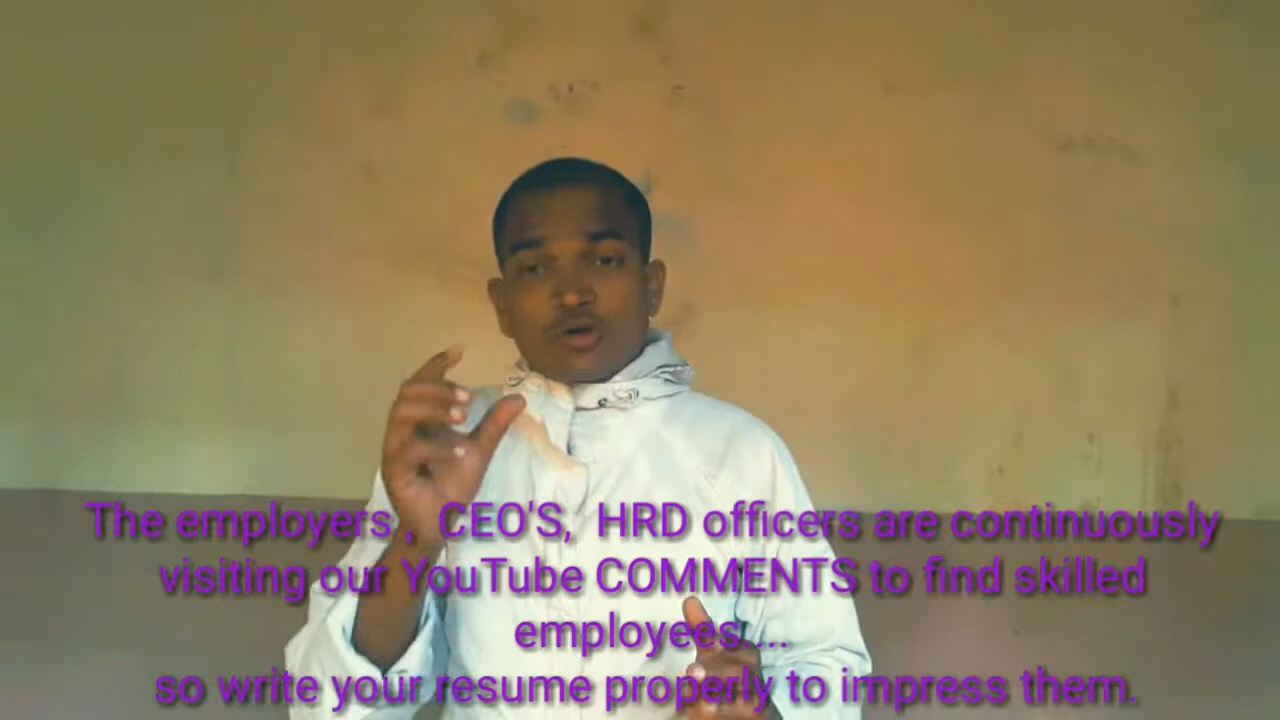 The employers , CEO'S, HRD officers are continuously
visiting our YouTube COMMENTS to find skilled
employees....
so write your resume properly to impress them.